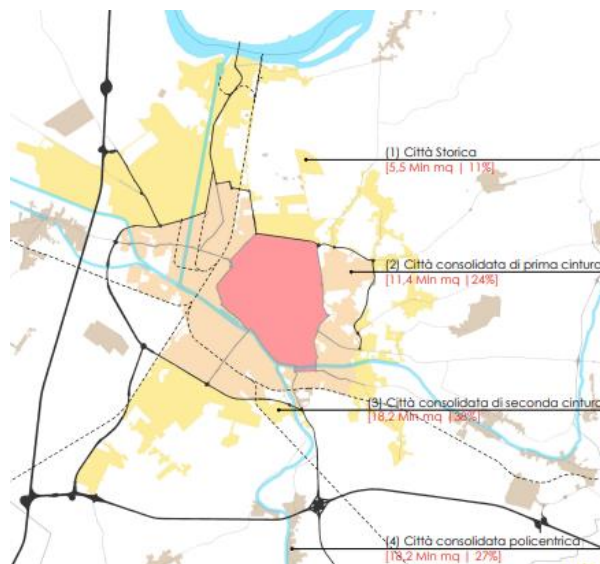 (1) Città Storica
[5,5 Mln mq | 11%]
(2) Città consolidata di prima cintura
[11,4 Mln mq | 24%]
(3) Città consolidata di seconda cintura
[18,2 Mln mq | 38%]
(4) Città consolidata policentrica
[13,2 Mln mq | 27%]